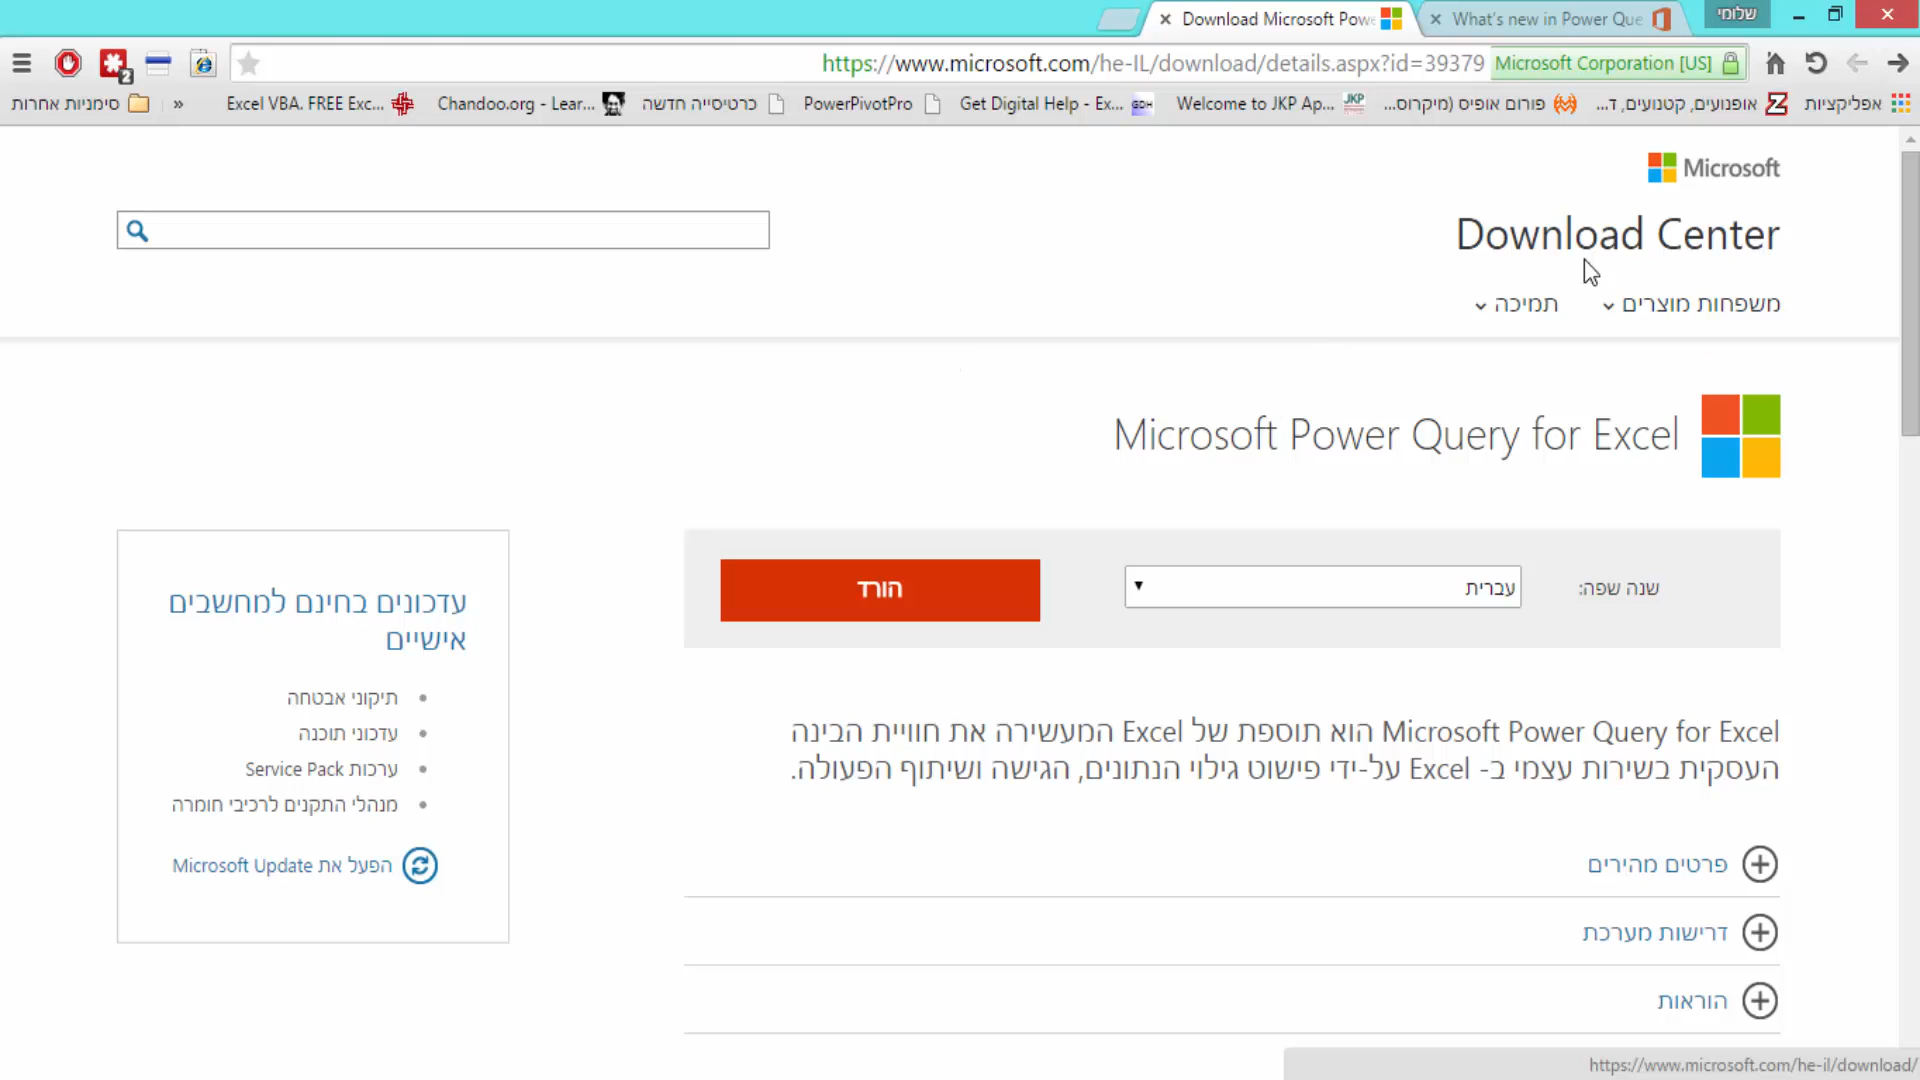 Download Microsoft Pow
What's new in Power Que
שלומי
https://www.microsoft.com/he-IL/download/details.aspx?id=39379
Microsoft Corporation [US]
אפליקציות
אופנועים, קטנועים, ד...
פורום אופיס (מיקרוס...
Welcome to JKP Ap...
Get Digital Help - Ex...
PowerPivotPro
כרטיסייה חדשה
Chandoo.org - Lear...
Excel VBA. FREE Exc...
»
סימניות אחרות
Microsoft
Download Center
משפחות מוצרים
תמיכה
Microsoft Power Query for Excel
שנה שפה:
עברית
הורד
Microsoft Power Query for Excel הוא תוספת של Excel המעשירה את חוויית הבינה
העסקית בשירות עצמי ב- Excel על-ידי פישוט גילוי הנתונים, הגישה ושיתוף הפעולה.
פרטים מהירים
דרישות מערכת
הוראות
עדכונים בחינם למחשבים
אישיים
תיקוני אבטחה
עדכוני תוכנה
ערכות Service Pack
מנהלי התקנים לרכיבי חומרה
הפעל את Microsoft Update
https://www.microsoft.com/he-il/download/